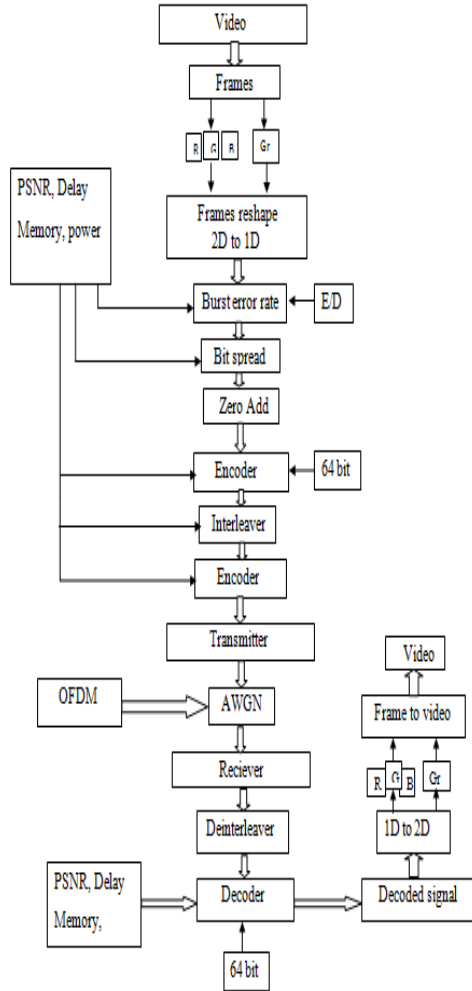 Video
Frames
R G B
Gr
PSNR, Delay
Memory, power
Frames reshape
2D to 1D
Burst error rate
E/D
Bit spread
Zero Add
Encoder
64 bit
Interleaver
Encoder
Transmitter
OFDM
AWGN
Reciever
Deinterleaver
PSNR, Delay
Memory,
Decoder
64 bit
Decoded signal
1D to 2D
R G B
Gr
Frame to video
Video